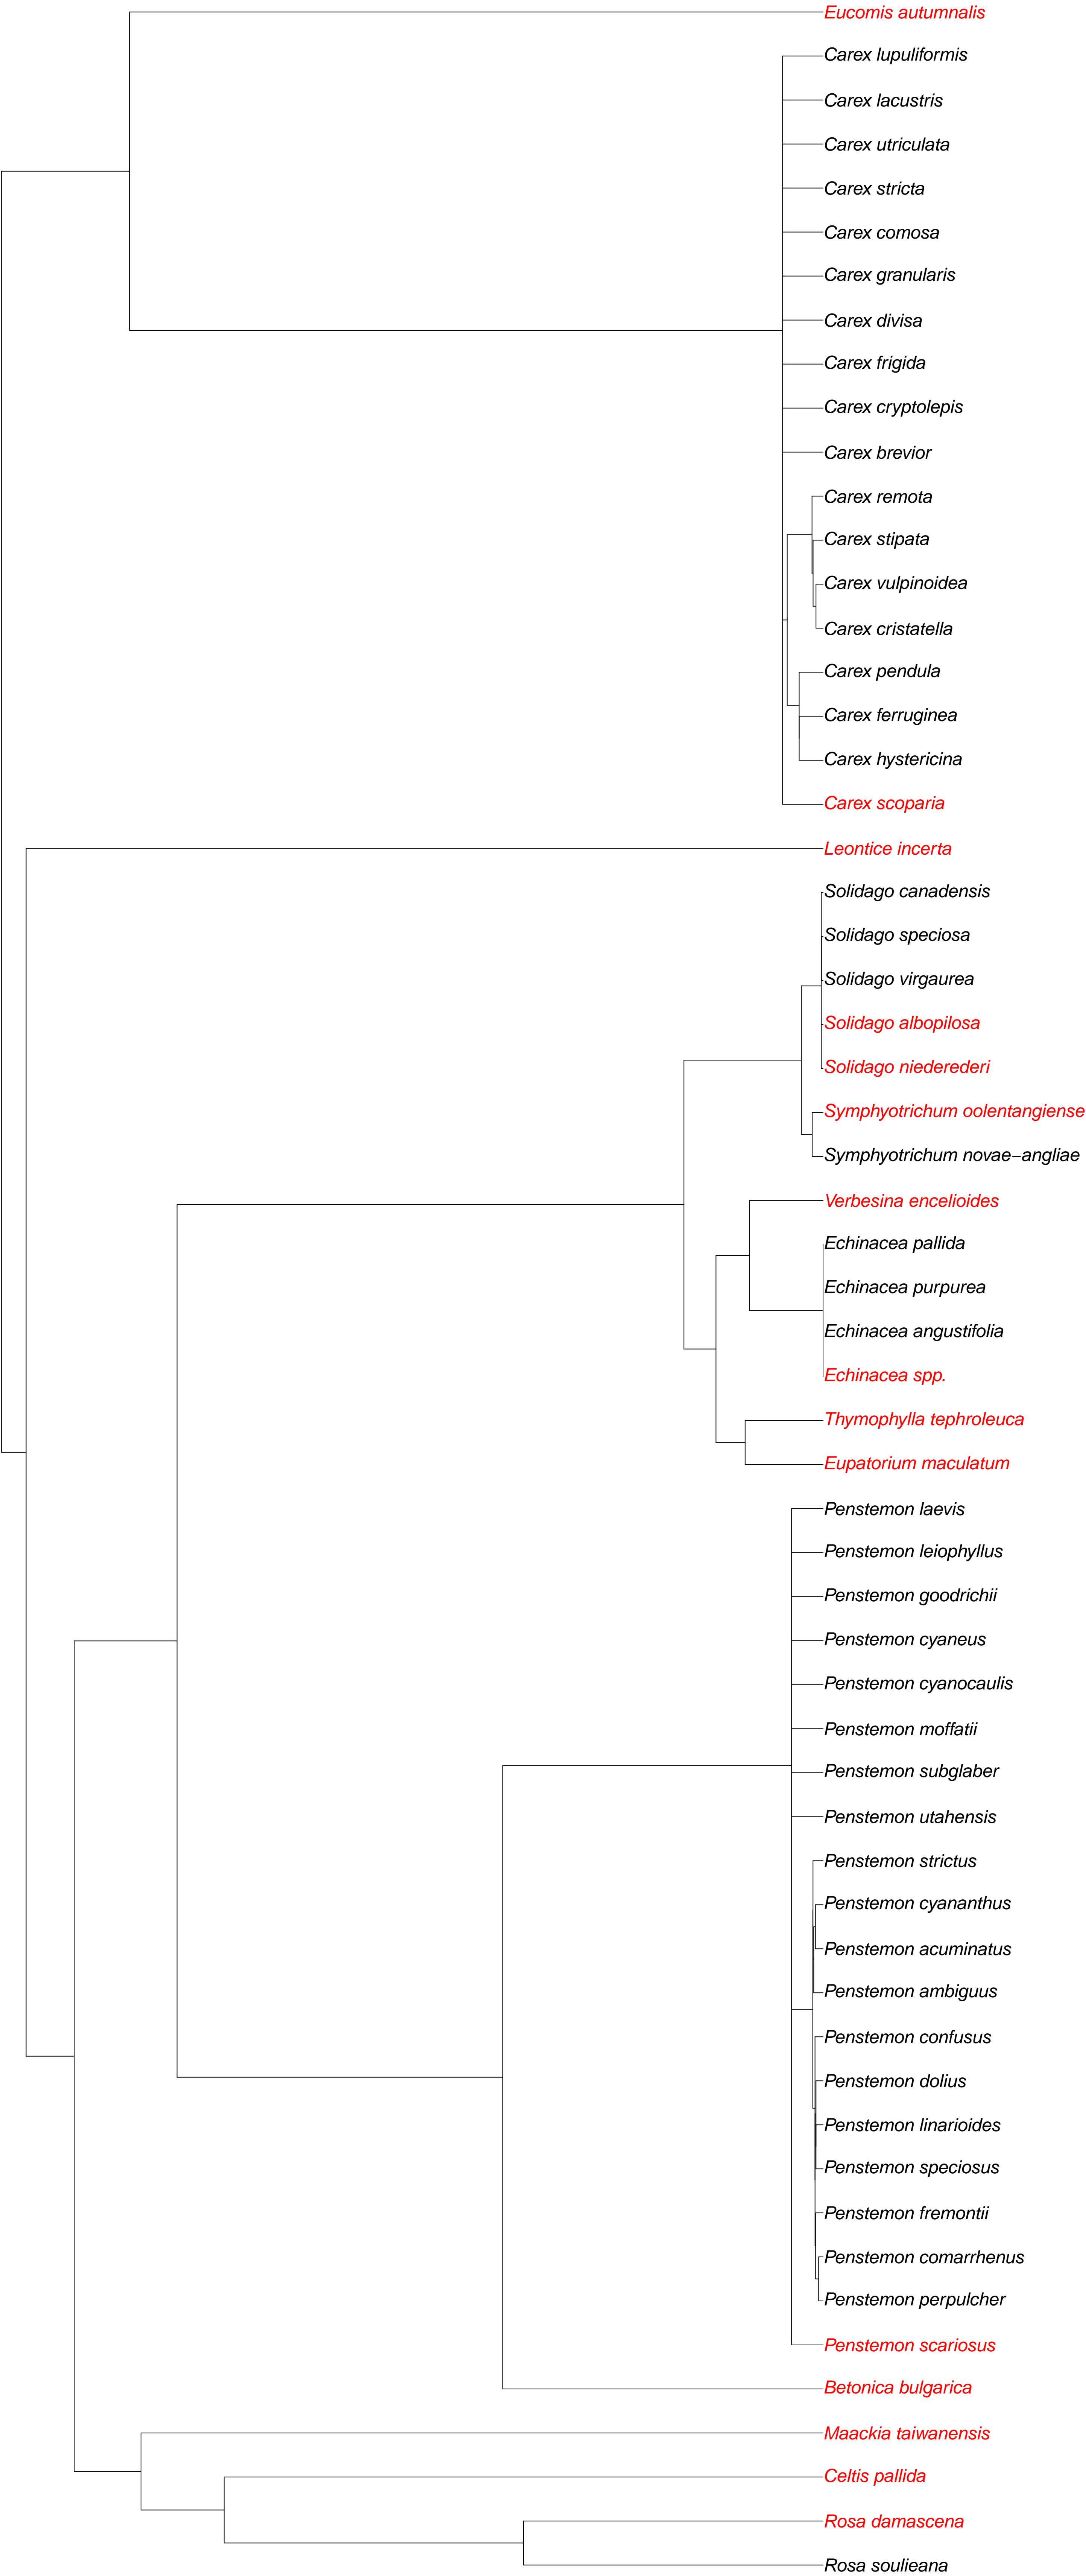 Eucomis autumnalis
Carex lupuliformis
Carex lacustris
Carex utriculata
Carex stricta
Carex comosa
Carex granularis
Carex divisa
Carex frigida
Carex cryptolepis
Carex brevior
Carex remota
Carex stipata
Carex vulpinoidea
Carex cristatella
Carex pendula
Carex ferruginea
Carex hystericina
Carex scoparia
Leontice incerta
Solidago canadensis
Solidago speciosa
Solidago virgaurea
Solidago albopilosa
Solidago niederederi
Symphyotrichum oolentangiense
Symphyotrichum novae−angliae
Verbesina encelioides
Echinacea pallida
Echinacea purpurea
Echinacea angustifolia
Echinacea spp.
Thymophylla tephroleuca
Eupatorium maculatum
Penstemon laevis
Penstemon leiophyllus
Penstemon goodrichii
Penstemon cyaneus
Penstemon cyanocaulis
Penstemon moffatii
Penstemon subglaber
Penstemon utahensis
Penstemon strictus
Penstemon cyananthus
Penstemon acuminatus
Penstemon ambiguus
Penstemon confusus
Penstemon dolius
Penstemon linarioides
Penstemon speciosus
Penstemon fremontii
Penstemon comarrhenus
Penstemon perpulcher
Penstemon scariosus
Betonica bulgarica
Maackia taiwanensis
Celtis pallida
Rosa damascena
Rosa soulieana